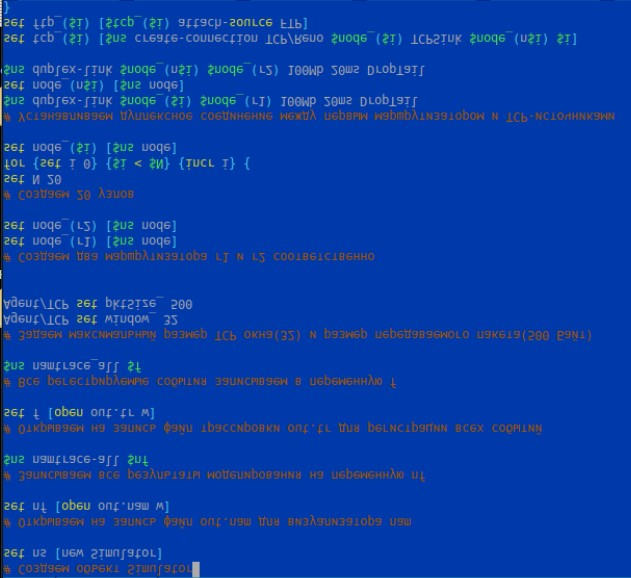 # Создаем объект Simulator
set ns [new Simulator]
# Открываем на запись файл out.nam для визуализатора nam
set nf [open out.nam w]
# Записываем все результаты моделирования на переменную nf
$ns namtrace-all $nf
# Открываем на запись файл трассировки out.tr для регистрации всех событий
set f [open out.tr w]
# Все регестрируемые события записываем в переменную f
$ns namtrace_all $f
# Задаем максимальный размер TCP окна(32) и размер передаваемого пакета(500 Байт)
Agent/TCP set window_ 32
Agent/TCP set pktSize_ 500
# Создаем два маршрутизатора r1 и r2 соответственно
set node_(r1) [$ns node]
set node_(r2) [$ns node]
# Создаем 20 узлов
set N 20
for {set i 0} {$i < $N} {incr i} {
set node_($i) [$ns node]
# Устанавливаем дуплексное соединение между первым маршрутизатором и TCP-источниками
$ns duplex-link $node_($i) $node_(r1) 100Mb 20ms DropTail
set node_(n$i) [$ns node]
$ns duplex-link $node_(n$i) $node_(r2) 100Mb 20ms DropTail
set tcp_($i) [$ns create-connection TCP/Reno $node_($i) TCPSink $node_(n$i) $i]
set ftp_($i) [$tcp_($i) attach-source FTP]
}